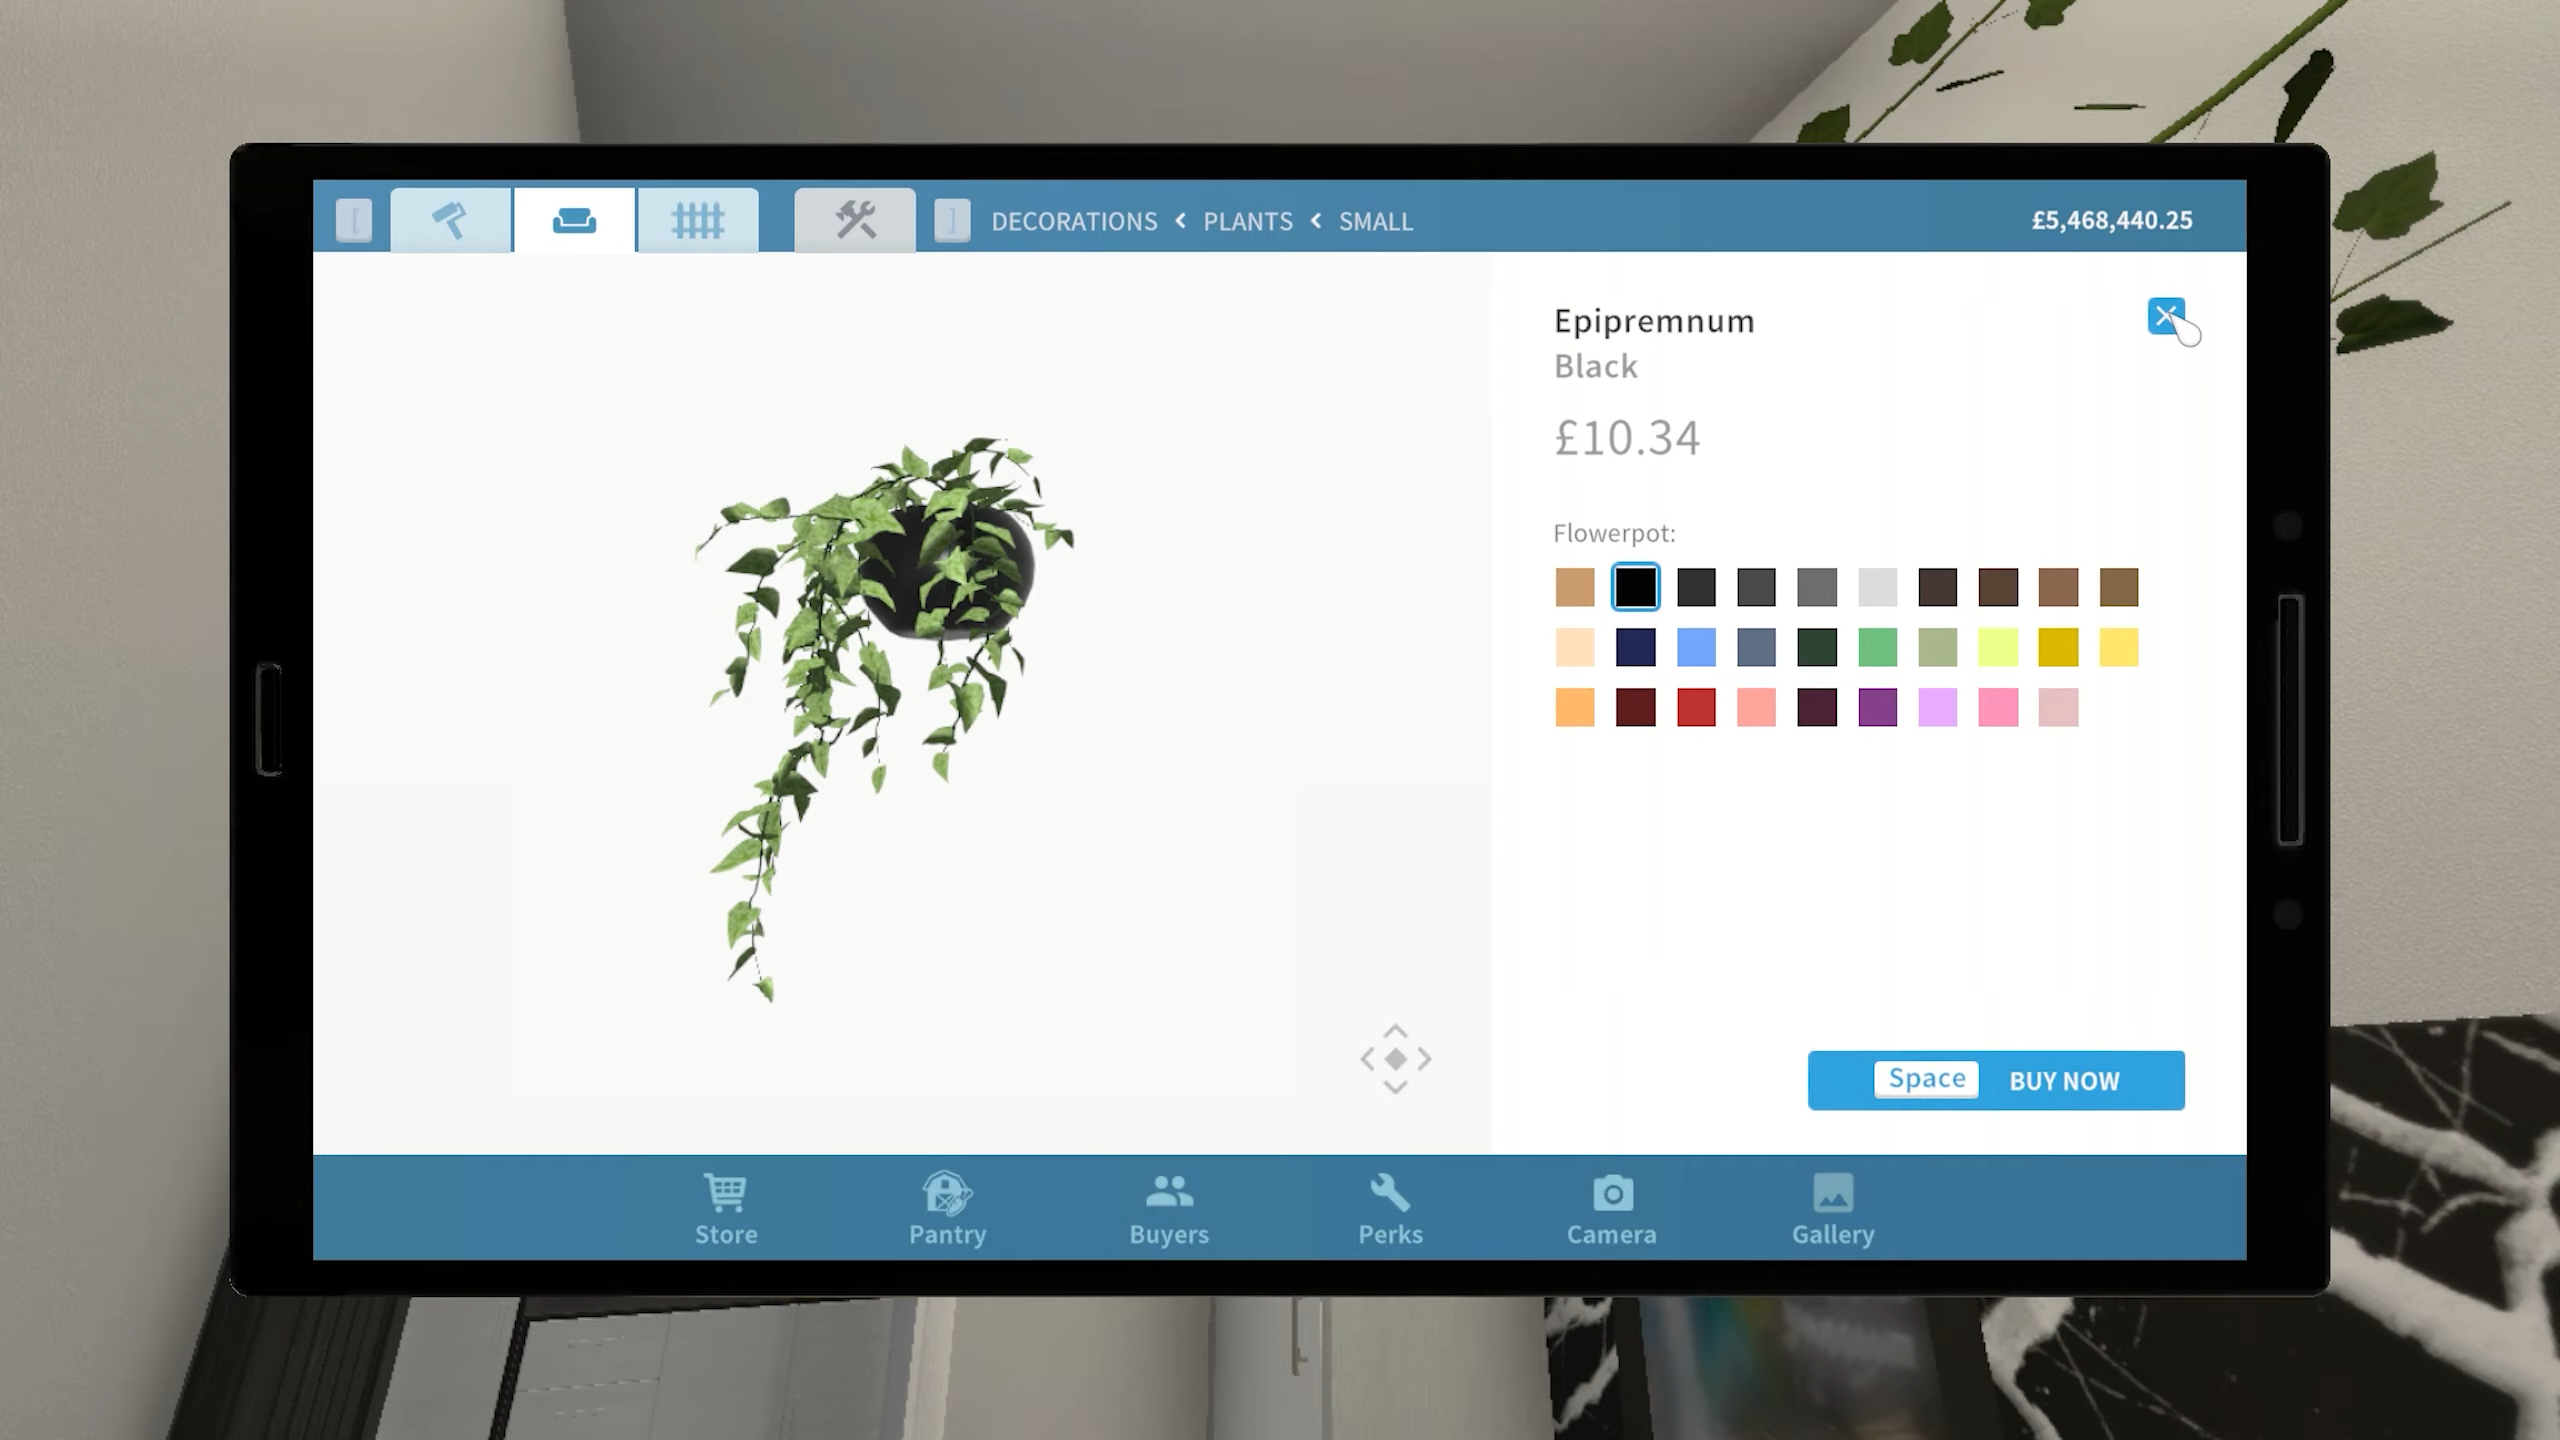 [
]
DECORATIONS < PLANTS < SMALL
£5,468,440.25
Epipremnum
Black
£10.34
Flowerpot:
Space BUY NOW
Store
Pantry
Buyers
Perks
Camera
Gallery